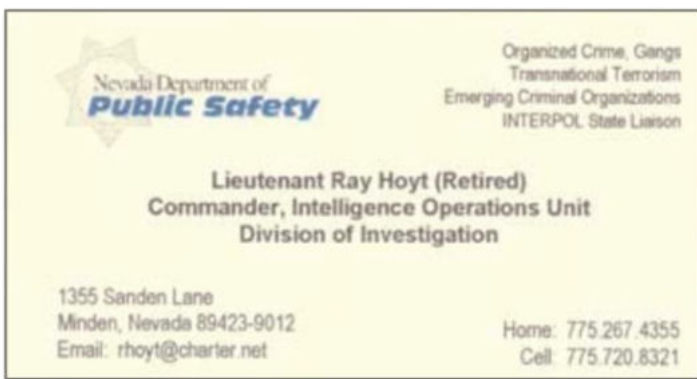 Nevada Department of
Public Safety
Organized Crime, Gangs
Transnational Terrorism
Emerging Criminal Organizations
INTERPOL State Liaison
Lieutenant Ray Hoyt (Retired)
Commander, Intelligence Operations Unit
Division of Investigation
1355 Sanden Lane
Minden, Nevada 89423-9012
Email: rhoyt@charter.net
Home: 775.267.4355
Cell: 775.720.8321